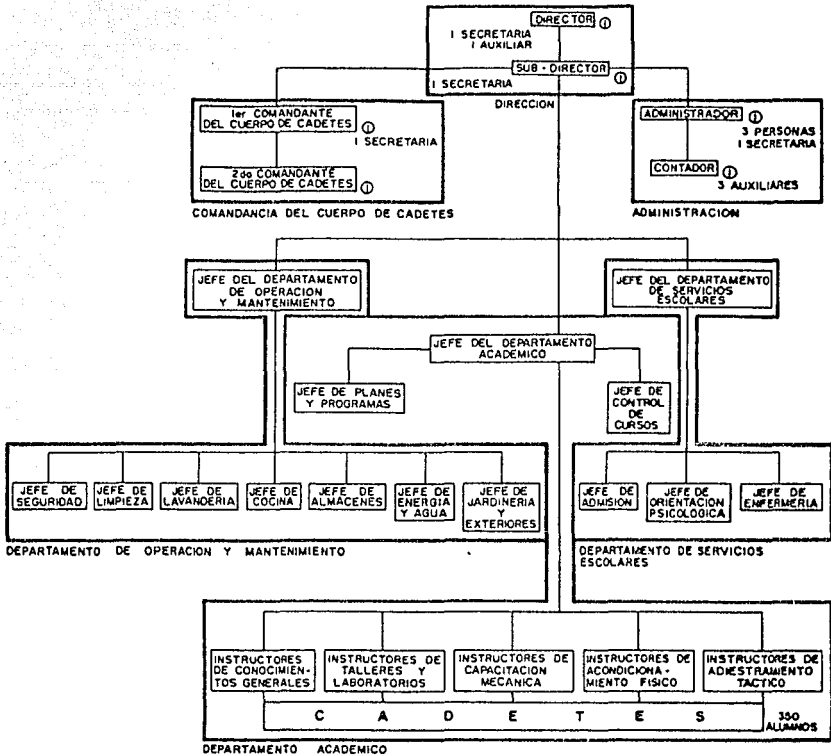 DIRECTOR ①
1 SECRETARIA
1 AUXILIAR
SUB - DIRECTOR ①
1 SECRETARIA
DIRECCION
1er COMANDANTE
DEL CUERPO DE CADETES ①
1 SECRETARIA
2do COMANDANTE
DEL CUERPO DE CADETES ①
COMANDANCIA DEL CUERPO DE CADETES
ADMINISTRADOR ①
3 PERSONAS
1 SECRETARIA
CONTADOR ①
3 AUXILIARES
ADMINISTRACION
JEFE DEL DEPARTAMENTO
DE OPERACION
Y MANTENIMIENTO
JEFE DEL DEPARTAMENTO
DE SERVICIOS
ESCOLARES
JEFE DEL DEPARTAMENTO
ACADEMICO
JEFE DE PLANES
Y PROGRAMAS
JEFE DE
CONTROL
DE
CURSOS
JEFE DE
SEGURIDAD
JEFE DE
LIMPIEZA
JEFE DE
LAVANDERIA
JEFE DE
COCINA
JEFE DE
ALMACENES
JEFE DE
ENERGIA
Y AGUA
JEFE DE
JARDINERIA
Y
EXTERIORES
DEPARTAMENTO DE OPERACION Y MANTENIMIENTO
JEFE DE
ADMISION
JEFE DE
ORIENTACION
PSICOLOGICA
JEFE DE
ENFERMERIA
DEPARTAMENTO DE SERVICIOS
ESCOLARES
INSTRUCTORES
DE CONOCIMIEN-
TOS GENERALES
INSTRUCTORES DE
TALLERES Y
LABORATORIOS
INSTRUCTORES DE
CAPACITACION
MECANICA
INSTRUCTORES DE
ACONDICIONA -
MIENTO FISICO
INSTRUCTORES DE
ADIESTRAMIENTO
TACTICO
C A D E T E S
350
ALUMNOS
DEPARTAMENTO ACADEMICO